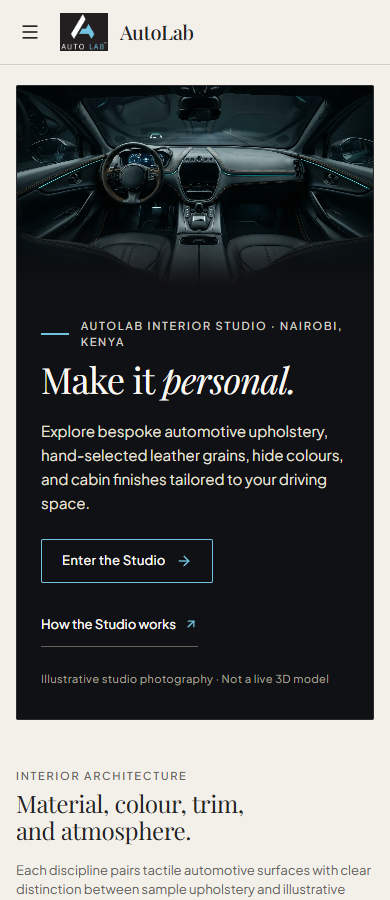 AUTO LAB
AutoLab
AUTOLAB INTERIOR STUDIO · NAIROBI,
KENYA
Make it personal.
Explore bespoke automotive upholstery,
hand-selected leather grains, hide colours,
and cabin finishes tailored to your driving
space.
Enter the Studio →
How the Studio works ↗
Illustrative studio photography · Not a live 3D model
INTERIOR ARCHITECTURE
Material, colour, trim,
and atmosphere.
Each discipline pairs tactile automotive surfaces with clear
distinction between sample upholstery and illustrative